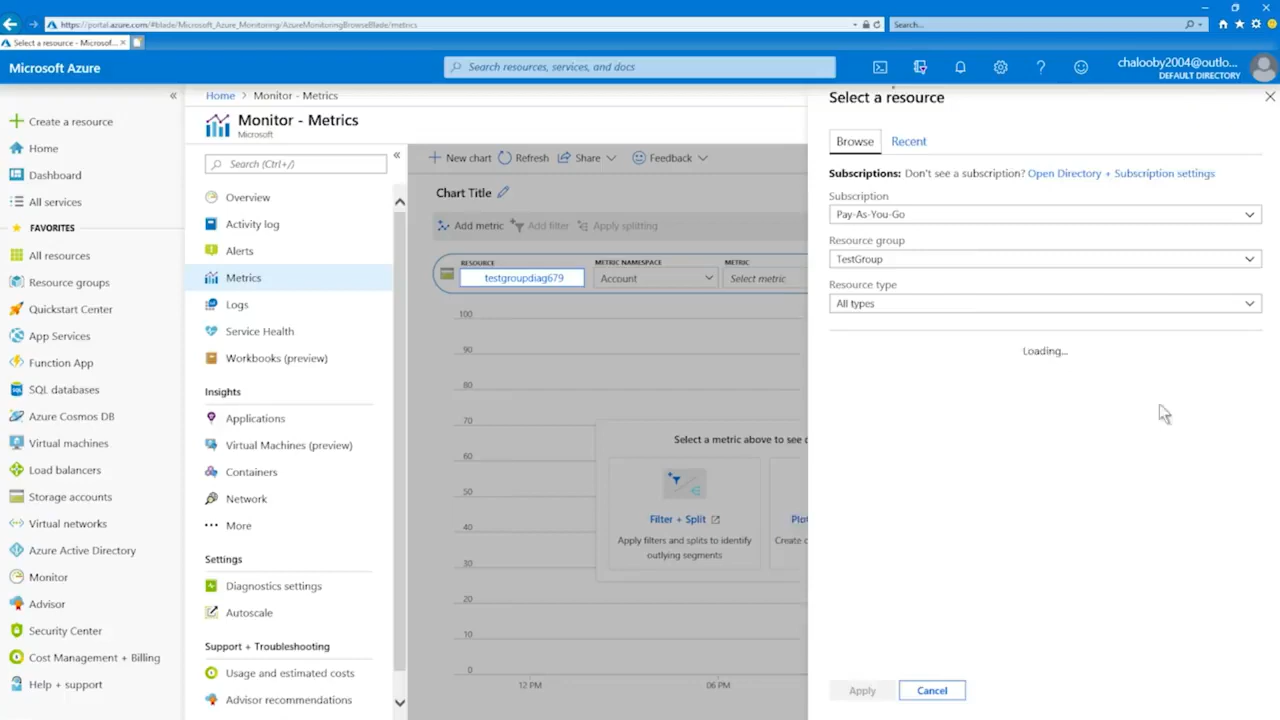 https://portal.azure.com/#blade/Microsoft_Azure_Monitoring/AzureMonitoringBrowseBlade/metrics
Search...
Select a resource - Microsof...
Microsoft Azure
Search resources, services, and docs
chalooby2004@outlo...
DEFAULT DIRECTORY
Create a resource
Home
Dashboard
All services
FAVORITES
All resources
Resource groups
Quickstart Center
App Services
Function App
SQL databases
Azure Cosmos DB
Virtual machines
Load balancers
Storage accounts
Virtual networks
Azure Active Directory
Monitor
Advisor
Security Center
Cost Management + Billing
Help + support
Home > Monitor - Metrics
Monitor - Metrics
Microsoft
Search (Ctrl+/)
Overview
Activity log
Alerts
Metrics
Logs
Service Health
Workbooks (preview)
Insights
Applications
Virtual Machines (preview)
Containers
Network
More
Settings
Diagnostics settings
Autoscale
Support + Troubleshooting
Usage and estimated costs
Advisor recommendations
New chart Refresh Share Feedback
Chart Title
Add metric Add filter Apply splitting
RESOURCE METRIC NAMESPACE METRIC
testgroupdiag679 Account Select metric
100
90
80
70
60
50
40
30
20
10
0
12 PM 06 PM
Select a metric above to see d
Filter + Split
Apply filters and splits to identify
outlying segments
Plot
Create c
Select a resource
Browse Recent
Subscriptions: Don't see a subscription? Open Directory + Subscription settings
Subscription
Pay-As-You-Go
Resource group
TestGroup
Resource type
All types
Loading...
Apply Cancel